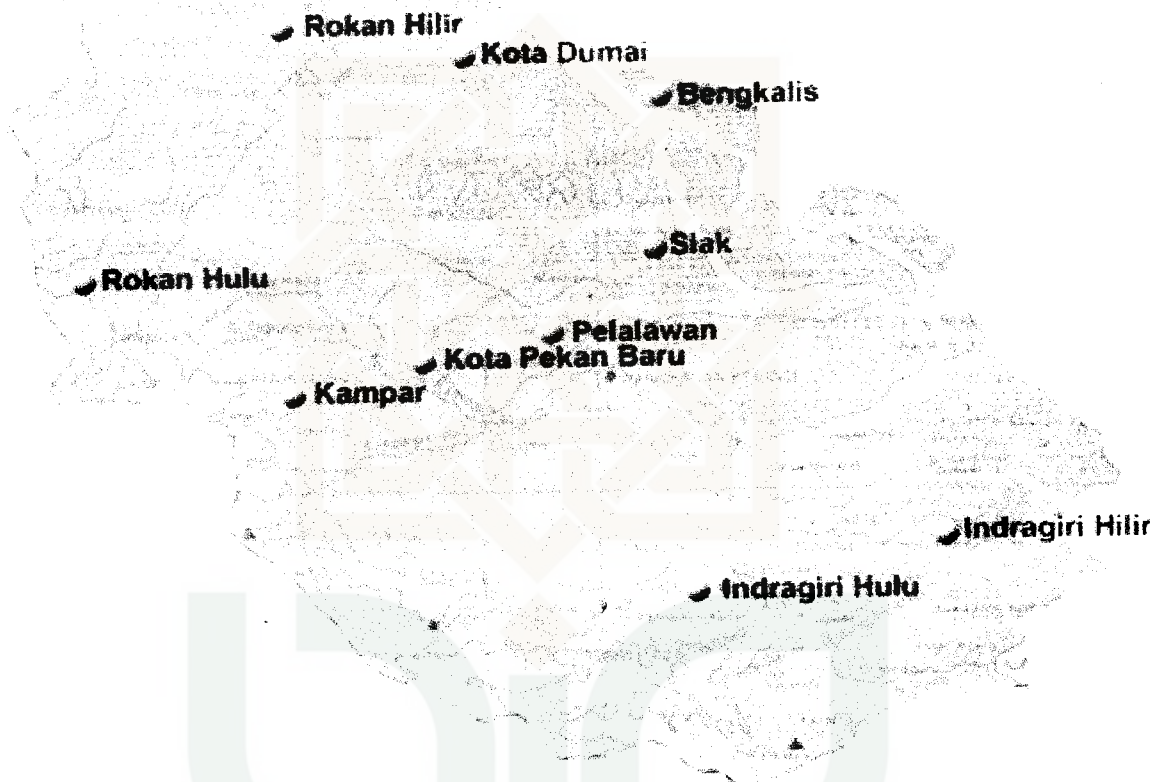 Rokan Hilir
Kota Dumai
Bengkalis
Siak
Rokan Hulu
Pelalawan
Kota Pekan Baru
Kampar
Indragiri Hilir
Indragiri Hulu